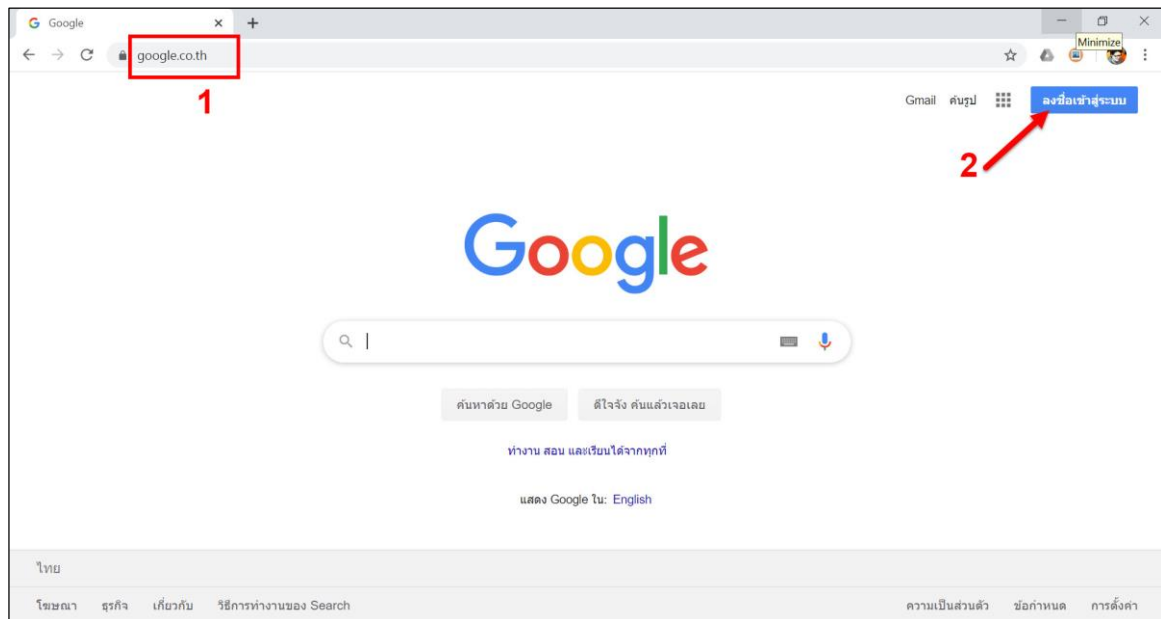 Google
google.co.th
Minimize
1
Gmail ค้นรูป ลงชื่อเข้าสู่ระบบ
2
Google
ค้นหาด้วย Google ดีใจจัง ค้นแล้วเจอเลย
ทำงาน สอน และเรียนได้จากทุกที่
แสดง Google ใน: English
ไทย
โฆษณา ธุรกิจ เกี่ยวกับ วิธีการทำงานของ Search ความเป็นส่วนตัว ข้อกำหนด การตั้งค่า